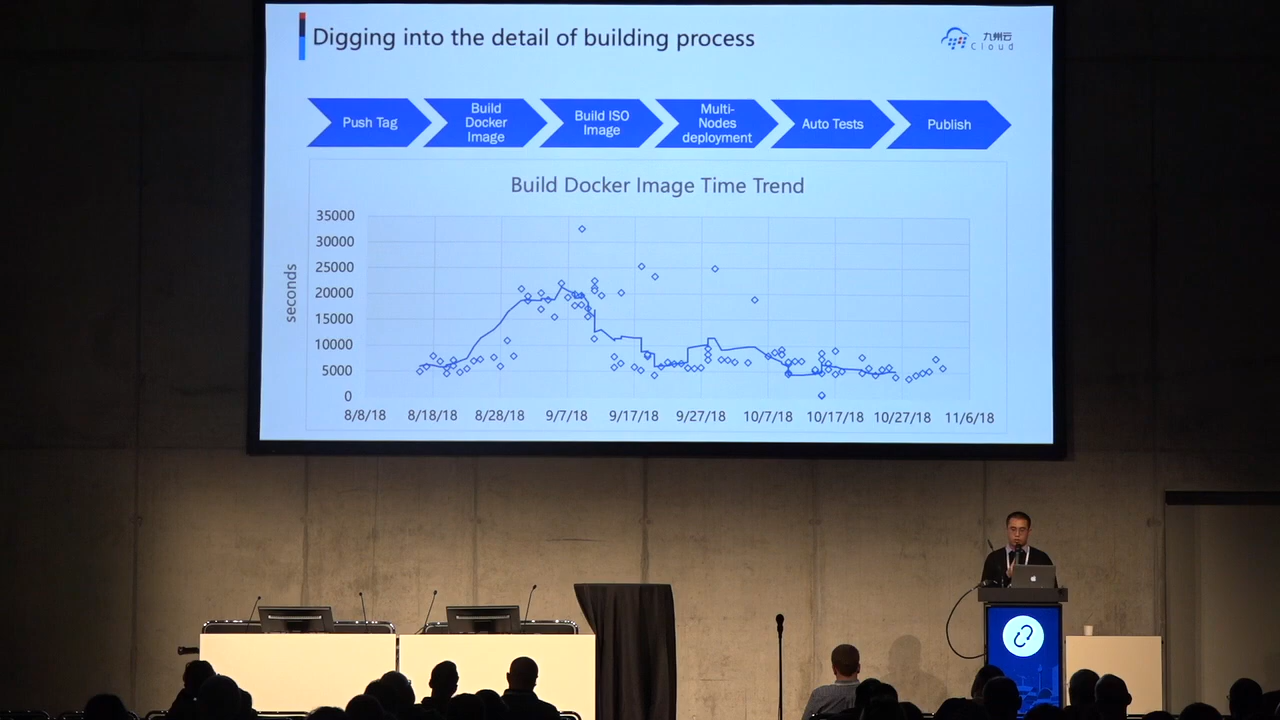 Digging into the detail of building process
九州云
Cloud
Push Tag
Build
Docker
Image
Build ISO
Image
Multi-
Nodes
deployment
Auto Tests
Publish
Build Docker Image Time Trend
seconds
35000
30000
25000
20000
15000
10000
5000
0
8/8/18
8/18/18
8/28/18
9/7/18
9/17/18
9/27/18
10/7/18
10/17/18
10/27/18
11/6/18